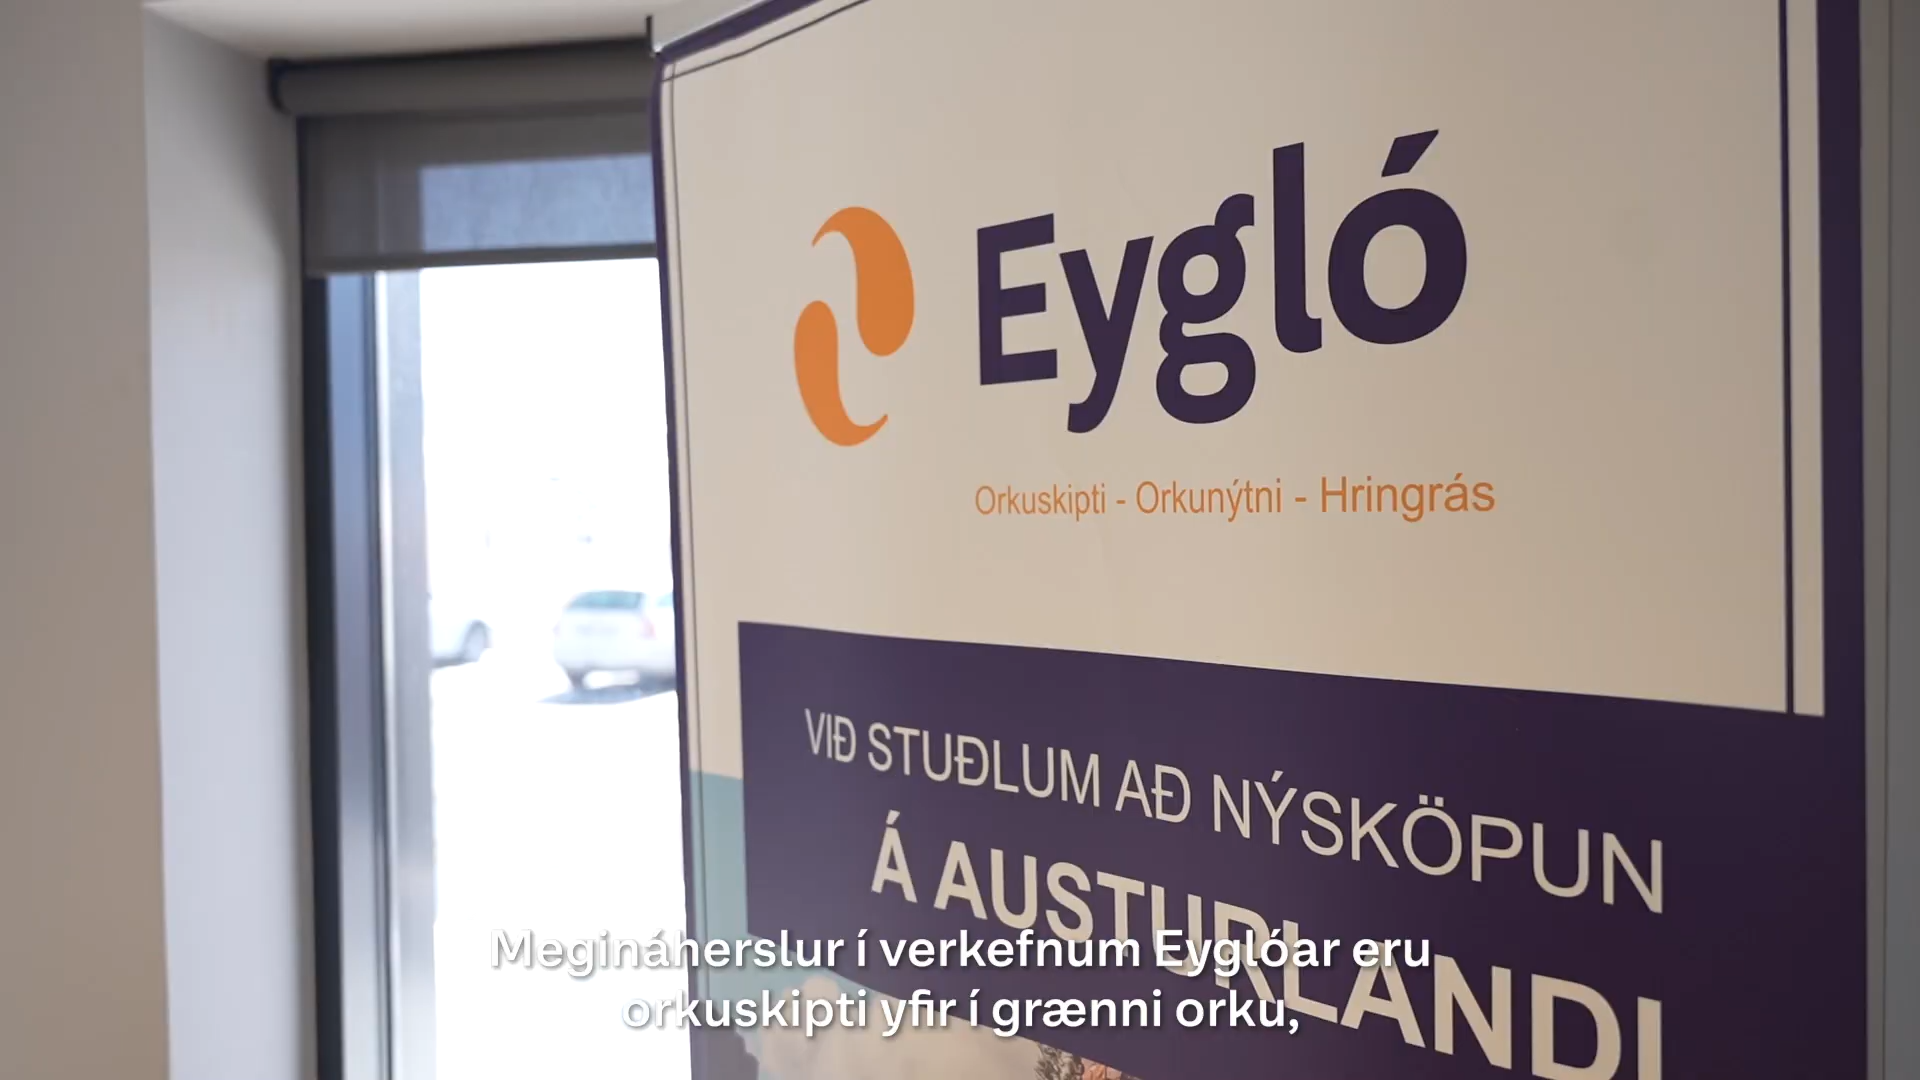 Eygló
Orkuskipti - Orkunýtni - Hringrás
VIÐ STUÐLUM AÐ NÝSKÖPUN
Á AUSTURLANDI
Megináherslur í verkefnum Eyglóar eru
orkuskipti yfir í grænni orku,